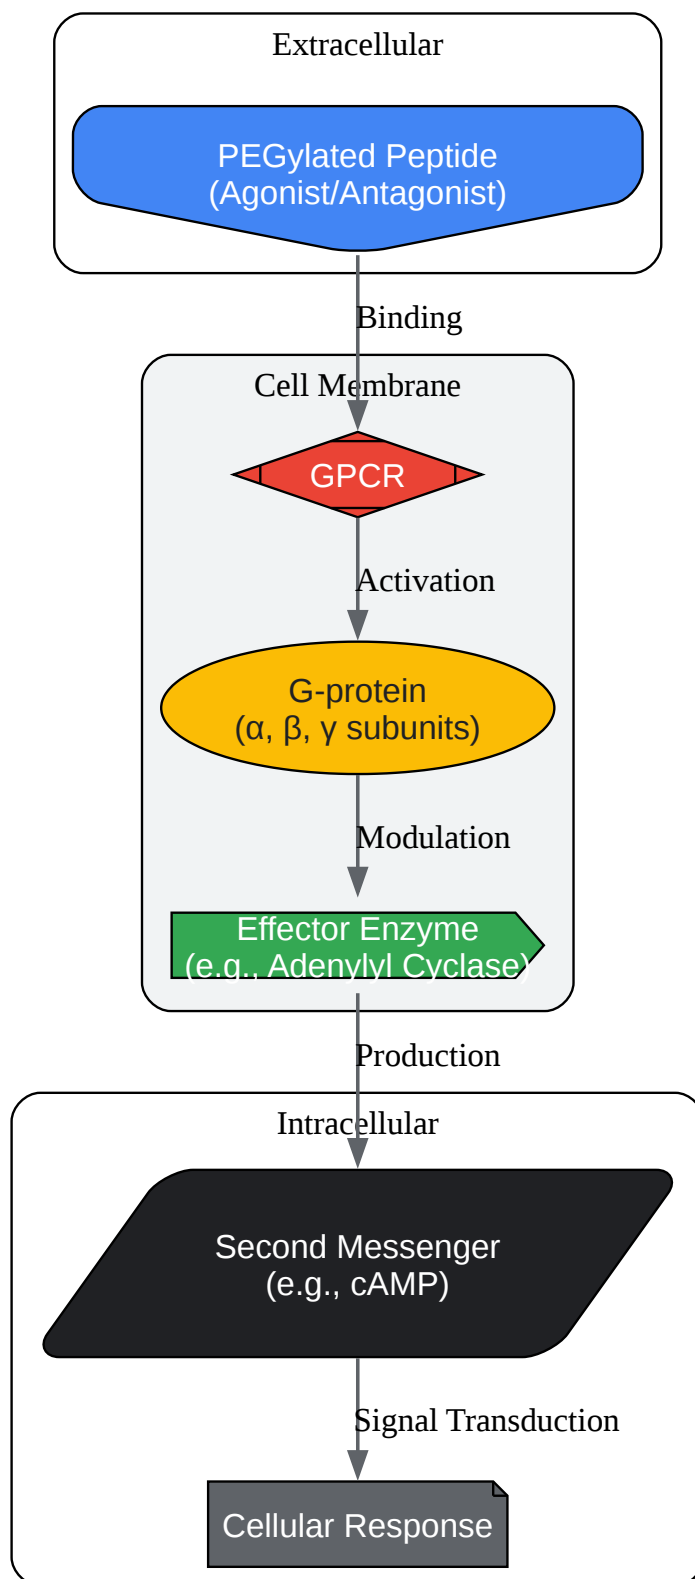 Extracellular
PEGylated Peptide
(Agonist/Antagonist)
Binding
Cell Membrane
GPCR
Activation
G-protein
(α, β, γ subunits)
Modulation
Effector Enzyme
(e.g., Adenylyl Cyclase)
Production
Intracellular
Second Messenger
(e.g., cAMP)
Signal Transduction
Cellular Response